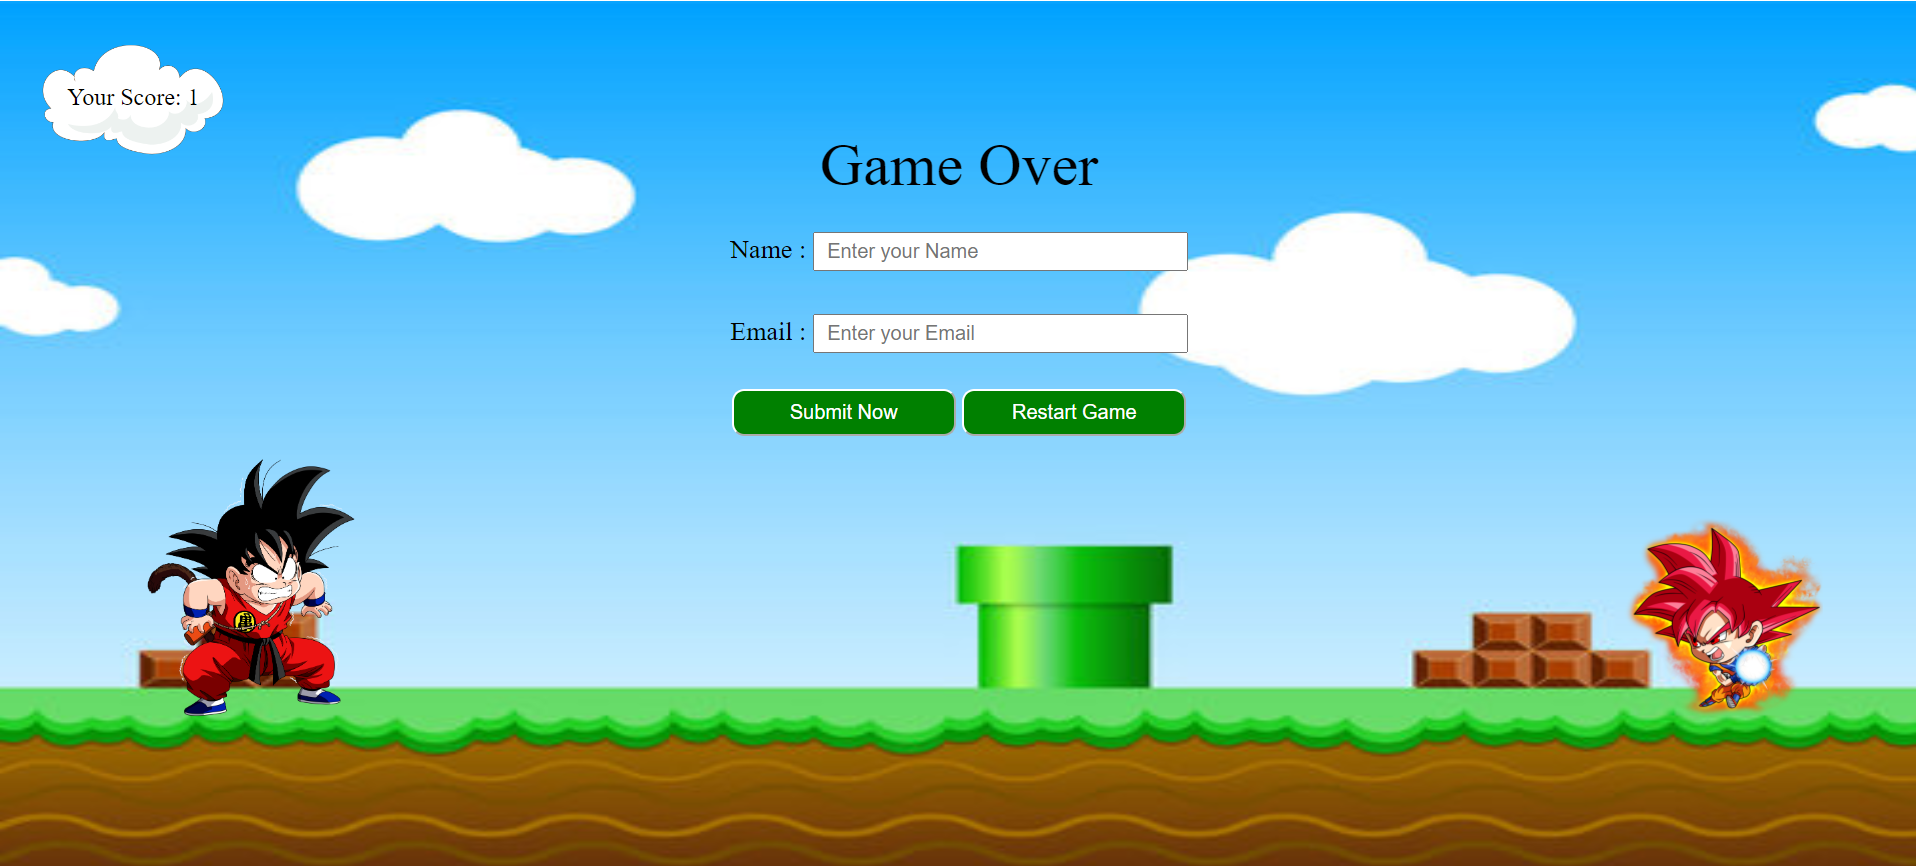 Your Score: 1
Game Over
Name : Enter your Name
Email : Enter your Email
Submit Now Restart Game